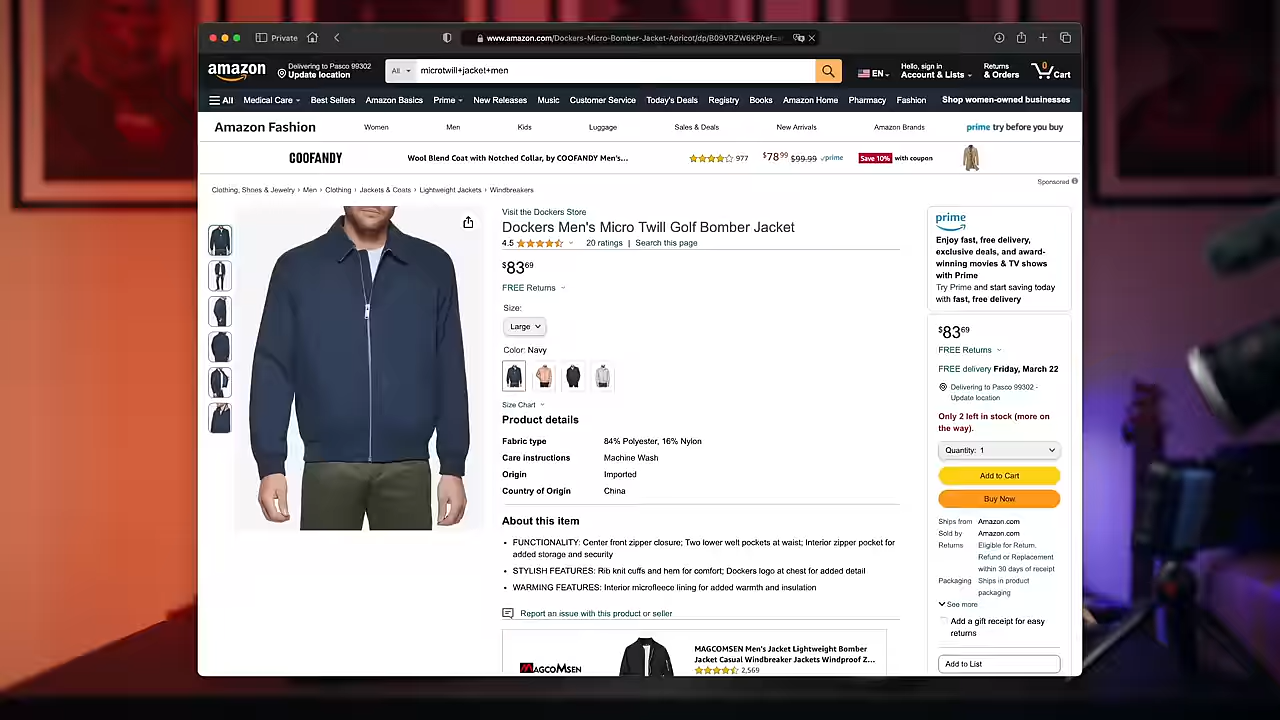 Private
www.amazon.com/Dockers-Micro-Bomber-Jacket-Apricot/dp/B09VRZW6KP/ref=
amazon
Delivering to Pasco 99302
Update location
All
microtwill+jacket+men
EN
Hello, sign in
Account & Lists
Returns
& Orders
0
Cart
All
Medical Care
Best Sellers
Amazon Basics
Prime
New Releases
Music
Customer Service
Today's Deals
Registry
Books
Amazon Home
Pharmacy
Fashion
Shop women-owned businesses
Amazon Fashion
Women
Men
Kids
Luggage
Sales & Deals
New Arrivals
Amazon Brands
prime try before you buy
COOFANDY
Wool Blend Coat with Notched Collar, by COOFANDY Men's...
977
$78.99 $99.99 prime
Save 10% with coupon
Sponsored
Clothing, Shoes & Jewelry › Men › Clothing › Jackets & Coats › Lightweight Jackets › Windbreakers
Visit the Dockers Store
Dockers Men's Micro Twill Golf Bomber Jacket
4.5 20 ratings | Search this page
$8369
FREE Returns
Size:
Large
Color: Navy
Size Chart
Product details
Fabric type 84% Polyester, 16% Nylon
Care instructions Machine Wash
Origin Imported
Country of Origin China
About this item
• FUNCTIONALITY: Center front zipper closure; Two lower welt pockets at waist; Interior zipper pocket for
added storage and security
• STYLISH FEATURES: Rib knit cuffs and hem for comfort; Dockers logo at chest for added detail
• WARMING FEATURES: Interior microfleece lining for added warmth and insulation
Report an issue with this product or seller
MAGCOMSEN
MAGCOMSEN Men's Jacket Lightweight Bomber
Jacket Casual Windbreaker Jackets Windproof Z...
2,569
prime
Enjoy fast, free delivery,
exclusive deals, and award-
winning movies & TV shows
with Prime
Try Prime and start saving today
with fast, free delivery
$8369
FREE Returns
FREE delivery Friday, March 22
Delivering to Pasco 99302 -
Update location
Only 2 left in stock (more on
the way).
Quantity: 1
Add to Cart
Buy Now
Ships from Amazon.com
Sold by Amazon.com
Returns Eligible for Return,
Refund or Replacement
within 30 days of receipt
Packaging Ships in product
packaging
See more
Add a gift receipt for easy
returns
Add to List